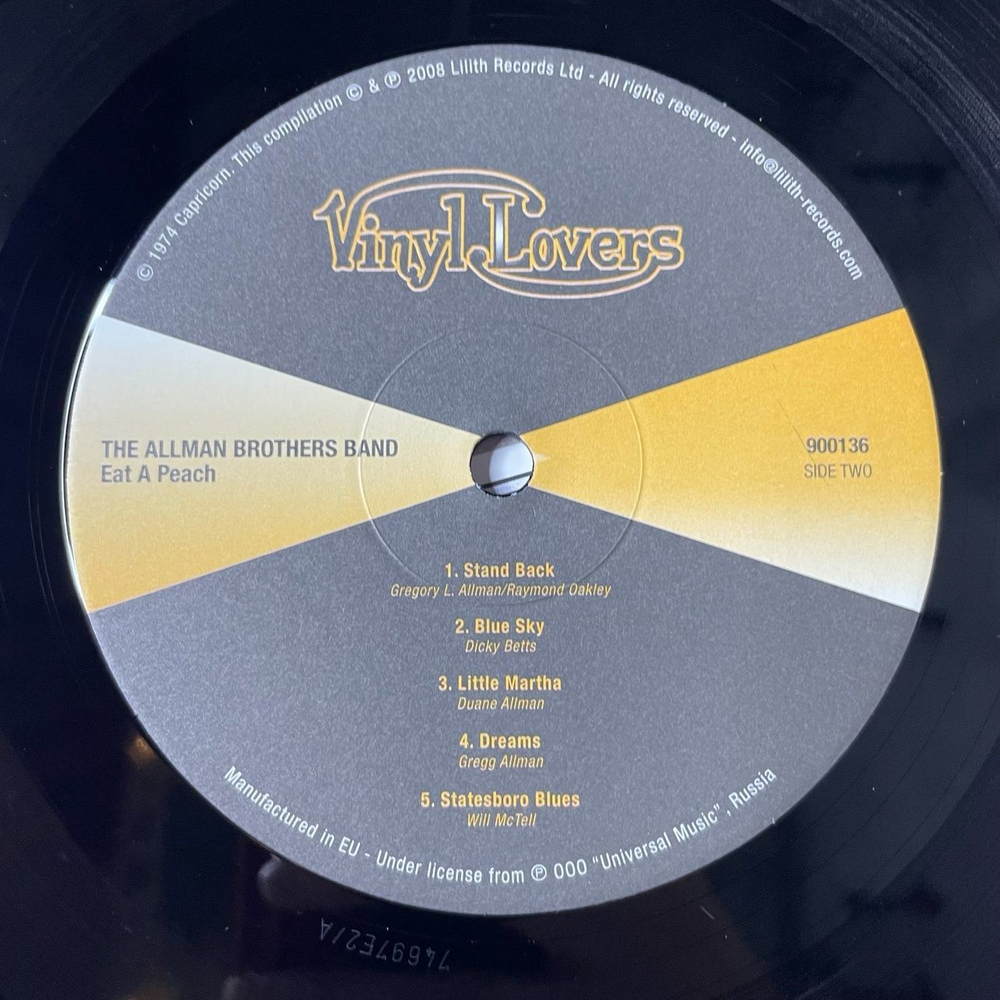 © 1974 Capricorn. This compilation © & ℗ 2008 Lilith Records Ltd - All rights reserved - info@lilith-records.com
Vinyl Lovers
THE ALLMAN BROTHERS BAND
Eat A Peach
900136
SIDE TWO
1. Stand Back
Gregory L. Allman/Raymond Oakley
2. Blue Sky
Dicky Betts
3. Little Martha
Duane Allman
4. Dreams
Gregg Allman
5. Statesboro Blues
Will McTell
Manufactured in EU - Under license from ℗ 000 "Universal Music", Russia
74697E2/A